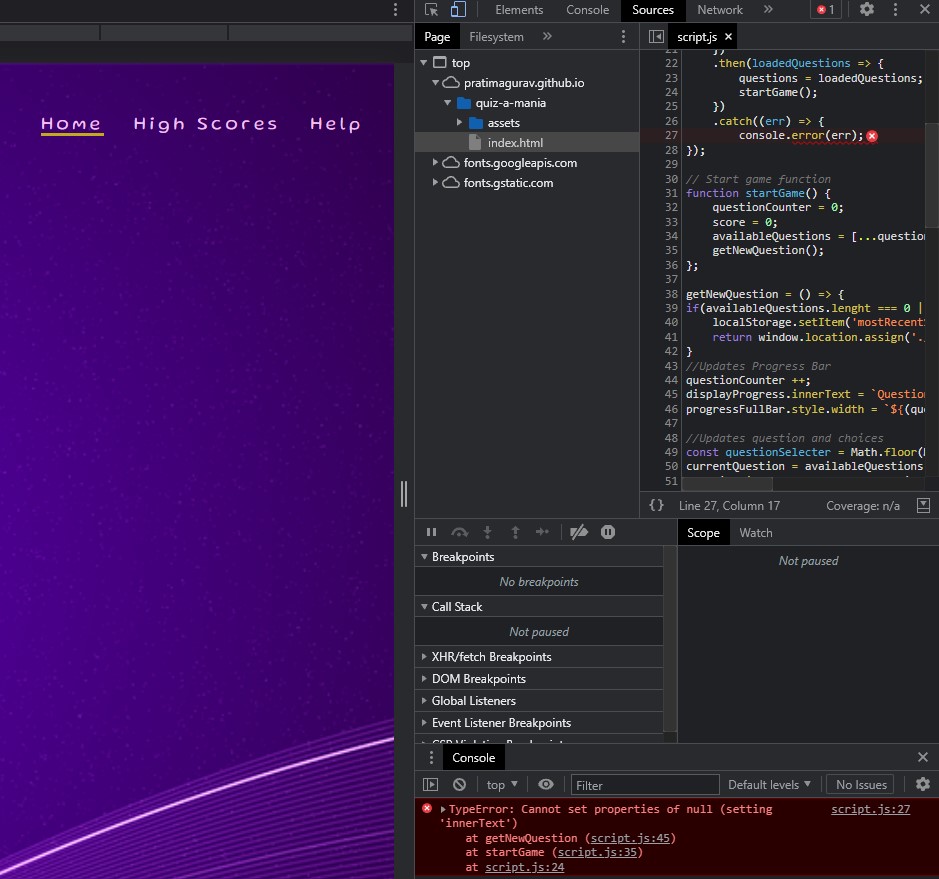 Elements Console Sources Network » 1
Page Filesystem » script.js ×
top
pratimagurav.github.io
quiz-a-mania
assets
index.html
fonts.googleapis.com
fonts.gstatic.com
Home High Scores Help
21 })
22 .then(loadedQuestions => {
23 questions = loadedQuestions;
24 startGame();
25 })
26 .catch((err) => {
27 console.error(err);
28 });
29
30 // Start game function
31 function startGame() {
32 questionCounter = 0;
33 score = 0;
34 availableQuestions = [...questio
35 getNewQuestion();
36 };
37
38 getNewQuestion = () => {
39 if(availableQuestions.lenght === 0 |
40 localStorage.setItem('mostRecent
41 return window.location.assign('.
42 }
43 //Updates Progress Bar
44 questionCounter ++;
45 displayProgress.innerText = `Questio
46 progressFullBar.style.width = `${(qu
47
48 //Updates question and choices
49 const questionSelecter = Math.floor(
50 currentQuestion = availableQuestions
51
{} Line 27, Column 17 Coverage: n/a
Scope Watch
Not paused
Breakpoints
No breakpoints
Call Stack
Not paused
XHR/fetch Breakpoints
DOM Breakpoints
Global Listeners
Event Listener Breakpoints
CSP Violation Breakpoints
Console
top Filter Default levels No Issues
TypeError: Cannot set properties of null (setting script.js:27
'innerText')
at getNewQuestion (script.js:45)
at startGame (script.js:35)
at script.js:24